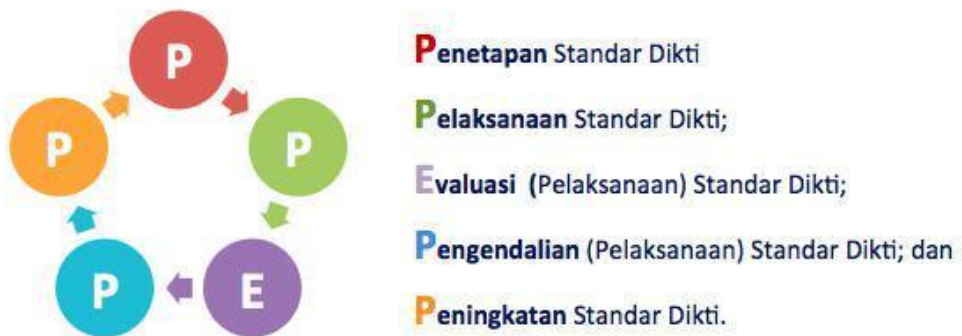 P
P
P
P
E
Penetapan Standar Dikti
Pelaksanaan Standar Dikti;
Evaluasi (Pelaksanaan) Standar Dikti;
Pengendalian (Pelaksanaan) Standar Dikti; dan
Peningkatan Standar Dikti.